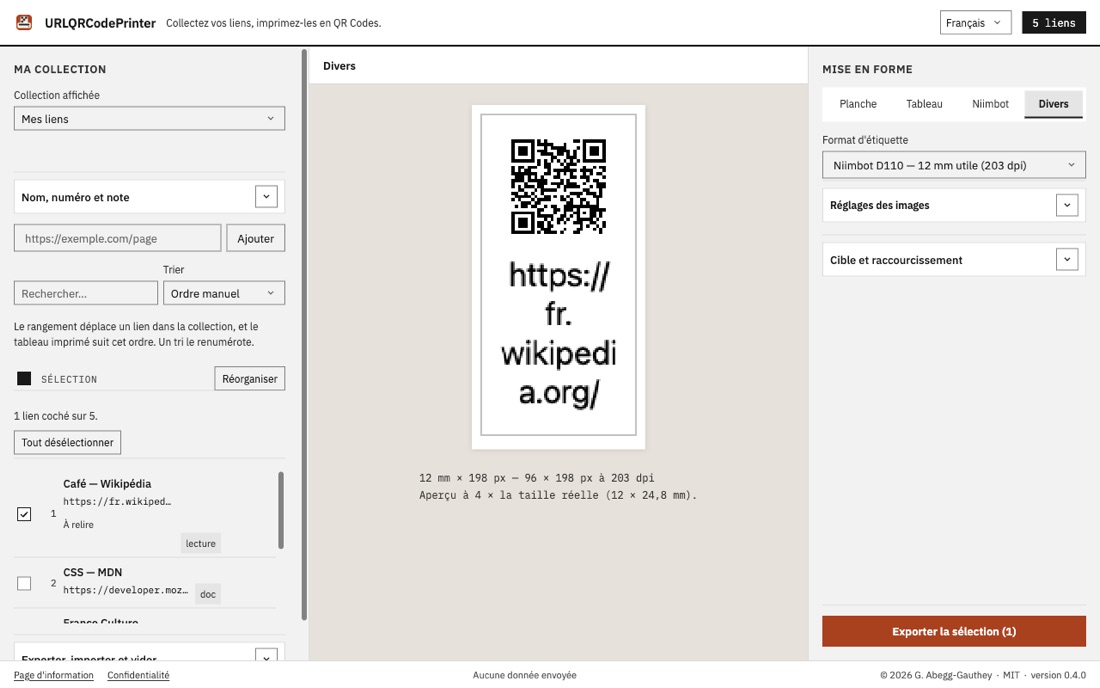 URLQRCodePrinter
Collectez vos liens, imprimez-les en QR Codes.
Français
5 liens
MA COLLECTION
Collection affichée
Mes liens
Nom, numéro et note
https://exemple.com/page
Ajouter
Trier
Rechercher…
Ordre manuel
Le rangement déplace un lien dans la collection, et le
tableau imprimé suit cet ordre. Un tri le renumérote.
SÉLECTION
Réorganiser
1 lien coché sur 5.
Tout désélectionner
1
Café — Wikipédia
https://fr.wikiped…
À relire
lecture
2
CSS — MDN
https://developer.moz…
doc
France Culture
Exporter, importer et vider
Divers
https://
fr.
wikipedi
a.org/
12 mm × 198 px — 96 × 198 px à 203 dpi
Aperçu à 4 × la taille réelle (12 × 24,8 mm).
MISE EN FORME
Planche
Tableau
Niimbot
Divers
Format d'étiquette
Niimbot D110 — 12 mm utile (203 dpi)
Réglages des images
Cible et raccourcissement
Exporter la sélection (1)
Page d'information
Confidentialité
Aucune donnée envoyée
© 2026 G. Abegg-Gauthey · MIT · version 0.4.0